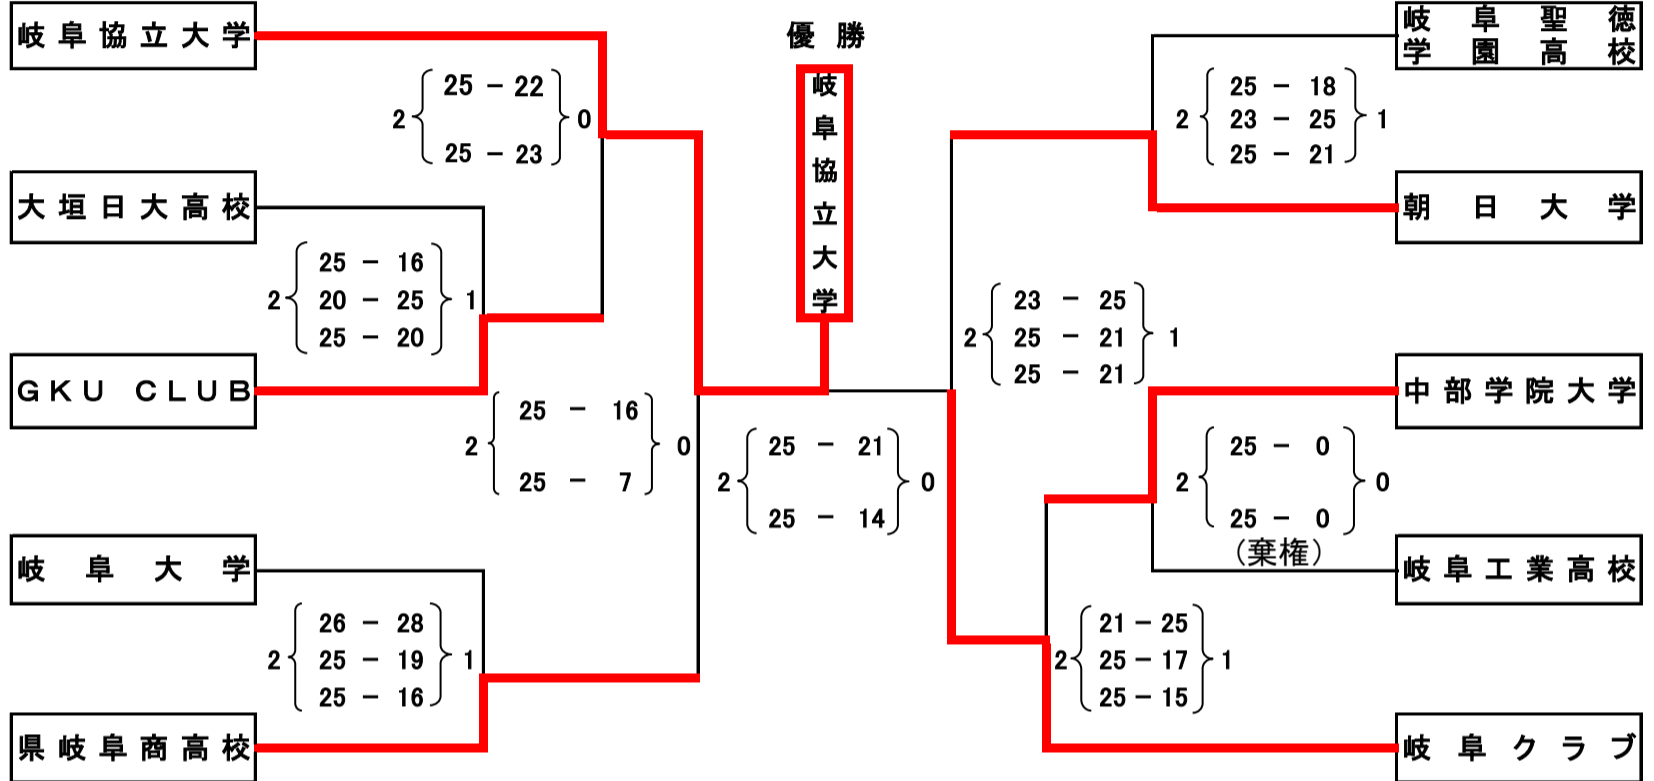 岐阜協立大学
25 － 22
2
0
25 － 23
大垣日大高校
25 － 16
2 20 － 25 1
25 － 20
GKU CLUB
25 － 16
2
0
25 － 7
岐阜大学
26 － 28
2 25 － 19 1
25 － 16
県岐阜商高校
優勝
岐阜協立大学
25 － 21
2
0
25 － 14
岐阜聖徳
学園高校
25 － 18
2 23 － 25 1
25 － 21
朝日大学
23 － 25
2 25 － 21 1
25 － 21
中部学院大学
25 － 0
2
0
25 － 0
（棄権）
岐阜工業高校
21 － 25
2 25 － 17 1
25 － 15
岐阜クラブ